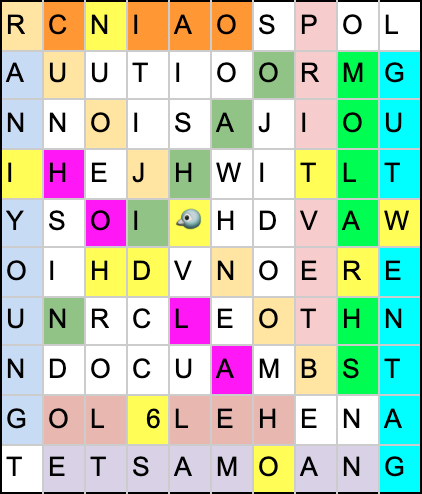 R C N I A O S P O L
A U U T I O O R M G
N N O I S A J I O U
I H E J H W I T L T
Y S O I H D V A W
O I H D V N O E R E
U N R C L E O T H N
N D O C U A M B S T
G O L 6 L E H E N A
T E T S A M O A N G